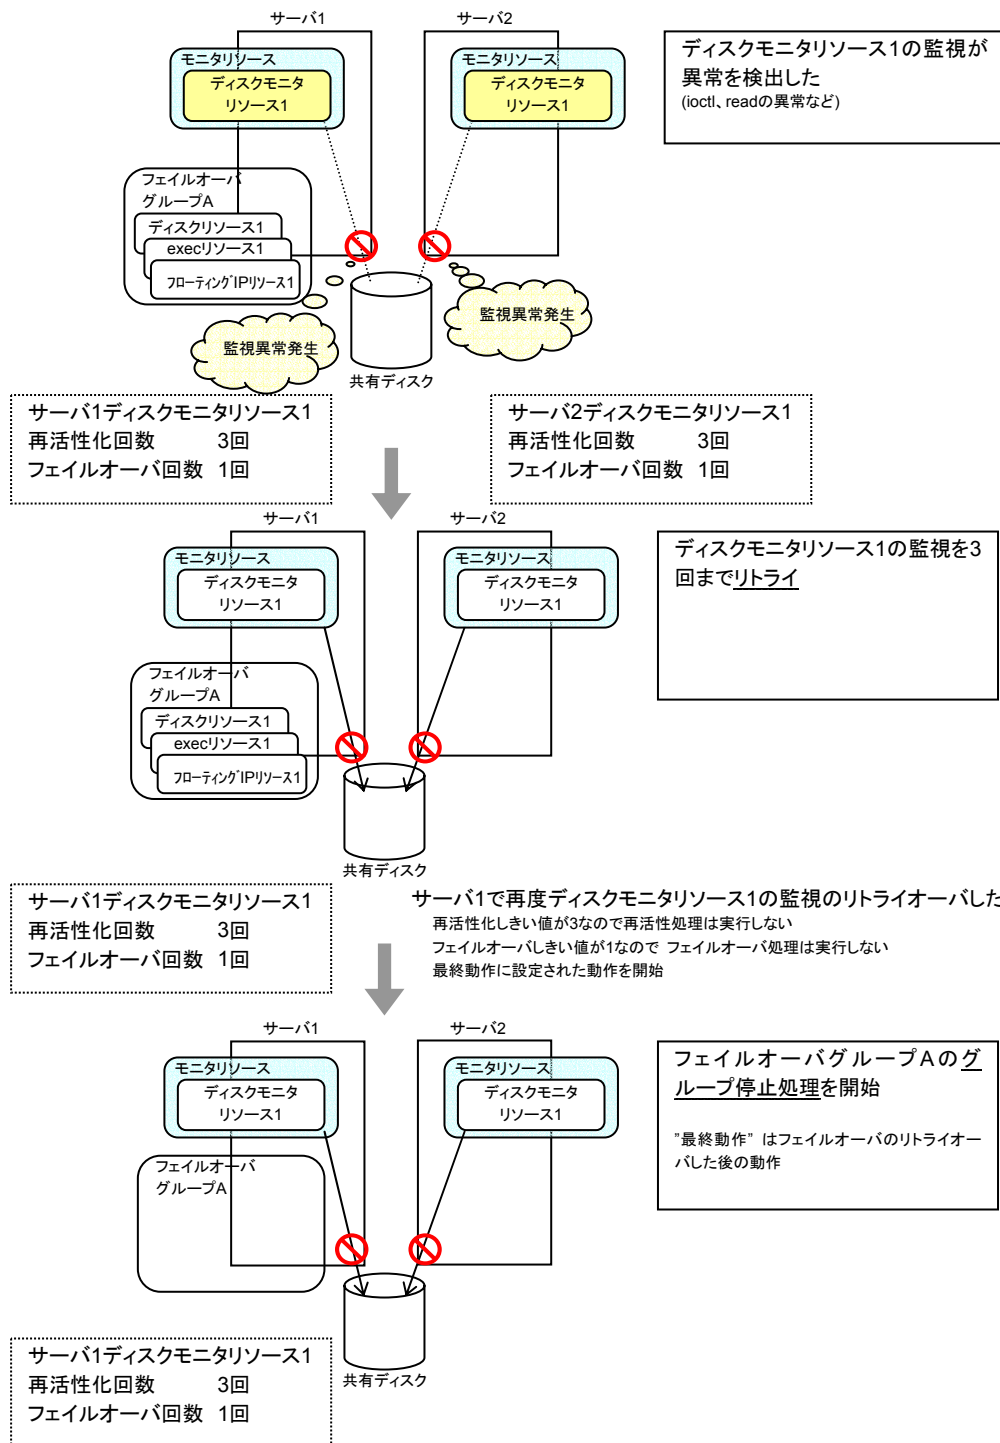 サーバ1
サーバ2
モニタリソース
ディスクモニタ
リソース1
モニタリソース
ディスクモニタ
リソース1
ディスクモニタリソース1の監視が
異常を検出した
(ioctl、readの異常など)
フェイルオーバ
グループA
ディスクリソース1
execリソース1
フローティングIPリソース1
監視異常発生
監視異常発生
共有ディスク
サーバ1ディスクモニタリソース1
再活性化回数 3回
フェイルオーバ回数 1回
サーバ2ディスクモニタリソース1
再活性化回数 3回
フェイルオーバ回数 1回
サーバ1
サーバ2
モニタリソース
ディスクモニタ
リソース1
モニタリソース
ディスクモニタ
リソース1
ディスクモニタリソース1の監視を3
回までリトライ
フェイルオーバ
グループA
ディスクリソース1
execリソース1
フローティングIPリソース1
共有ディスク
サーバ1ディスクモニタリソース1
再活性化回数 3回
フェイルオーバ回数 1回
サーバ1で再度ディスクモニタリソース1の監視のリトライオーバした
再活性化しきい値が3なので再活性処理は実行しない
フェイルオーバしきい値が1なので フェイルオーバ処理は実行しない
最終動作に設定された動作を開始
サーバ1
サーバ2
モニタリソース
ディスクモニタ
リソース1
モニタリソース
ディスクモニタ
リソース1
フェイルオーバグループAのグ
ループ停止処理を開始
"最終動作" はフェイルオーバのリトライオー
バした後の動作
フェイルオーバ
グループA
共有ディスク
サーバ1ディスクモニタリソース1
再活性化回数 3回
フェイルオーバ回数 1回